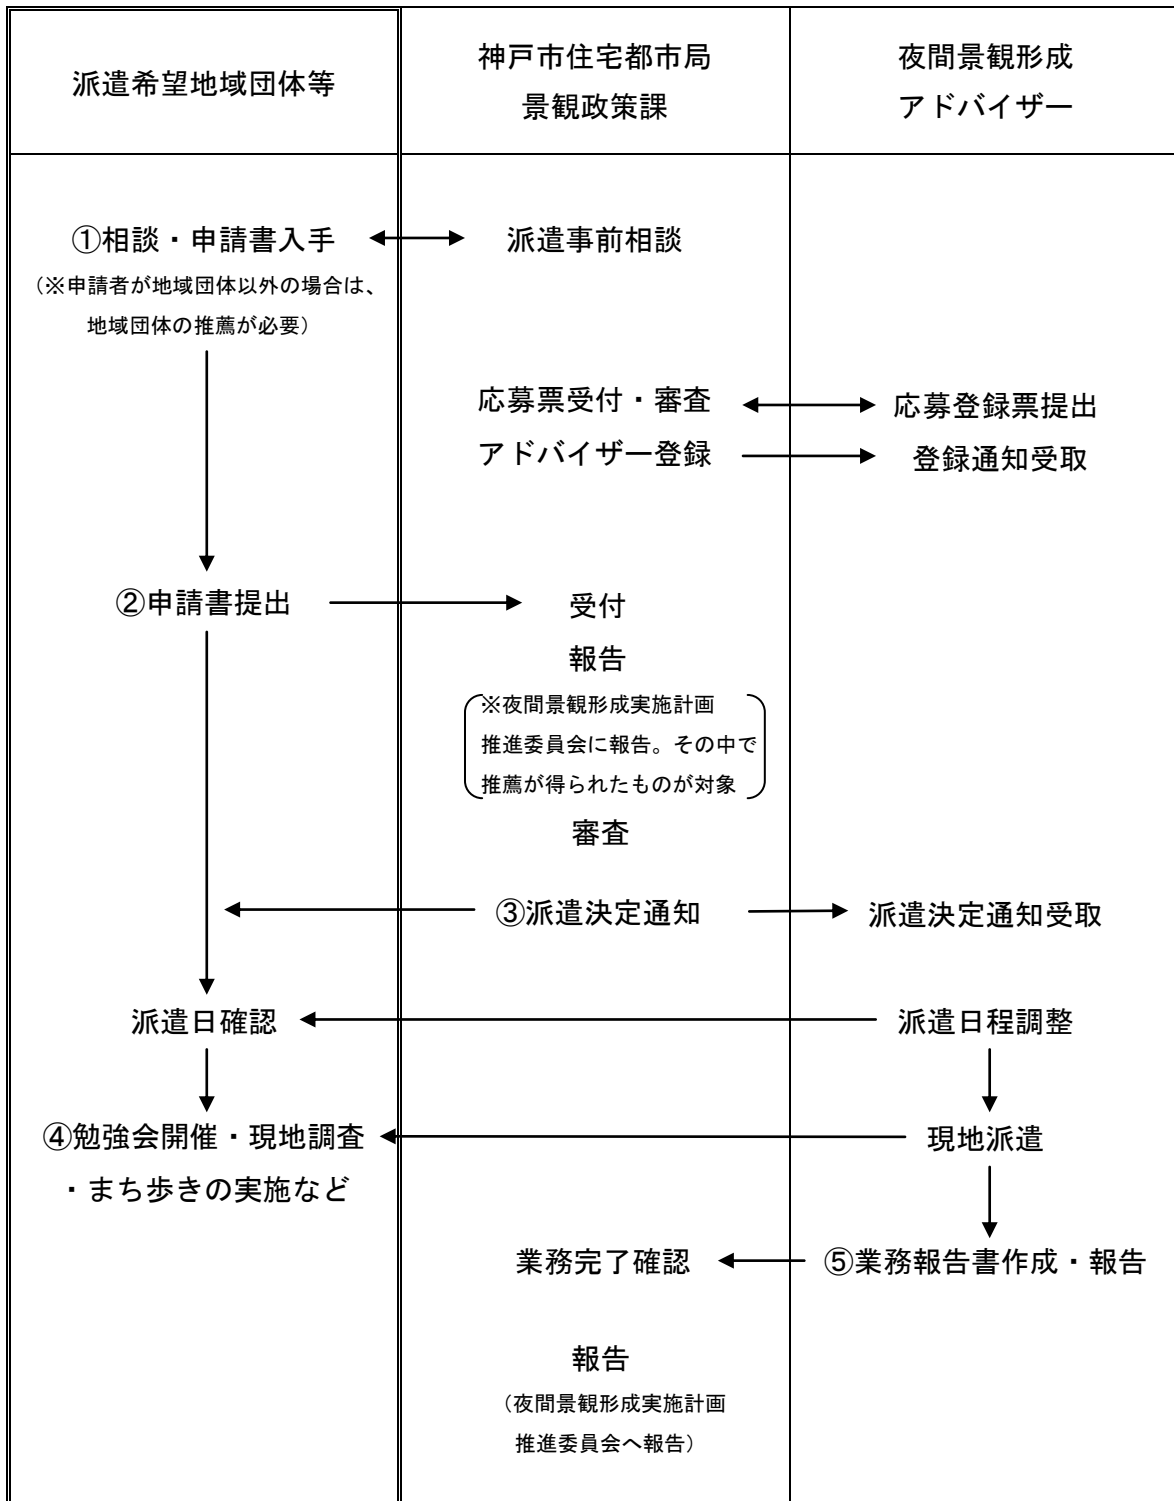 派遣希望地域団体等
神戸市住宅都市局
景観政策課
夜間景観形成
アドバイザー
①相談・申請書入手
派遣事前相談
（※申請者が地域団体以外の場合は、
地域団体の推薦が必要）
応募票受付・審査
応募登録票提出
アドバイザー登録
登録通知受取
②申請書提出
受付
報告
※夜間景観形成実施計画
推進委員会に報告。その中で
推薦が得られたものが対象
審査
③派遣決定通知
派遣決定通知受取
派遣日確認
派遣日程調整
④勉強会開催・現地調査
・まち歩きの実施など
現地派遣
業務完了確認
⑤業務報告書作成・報告
報告
（夜間景観形成実施計画
推進委員会へ報告）